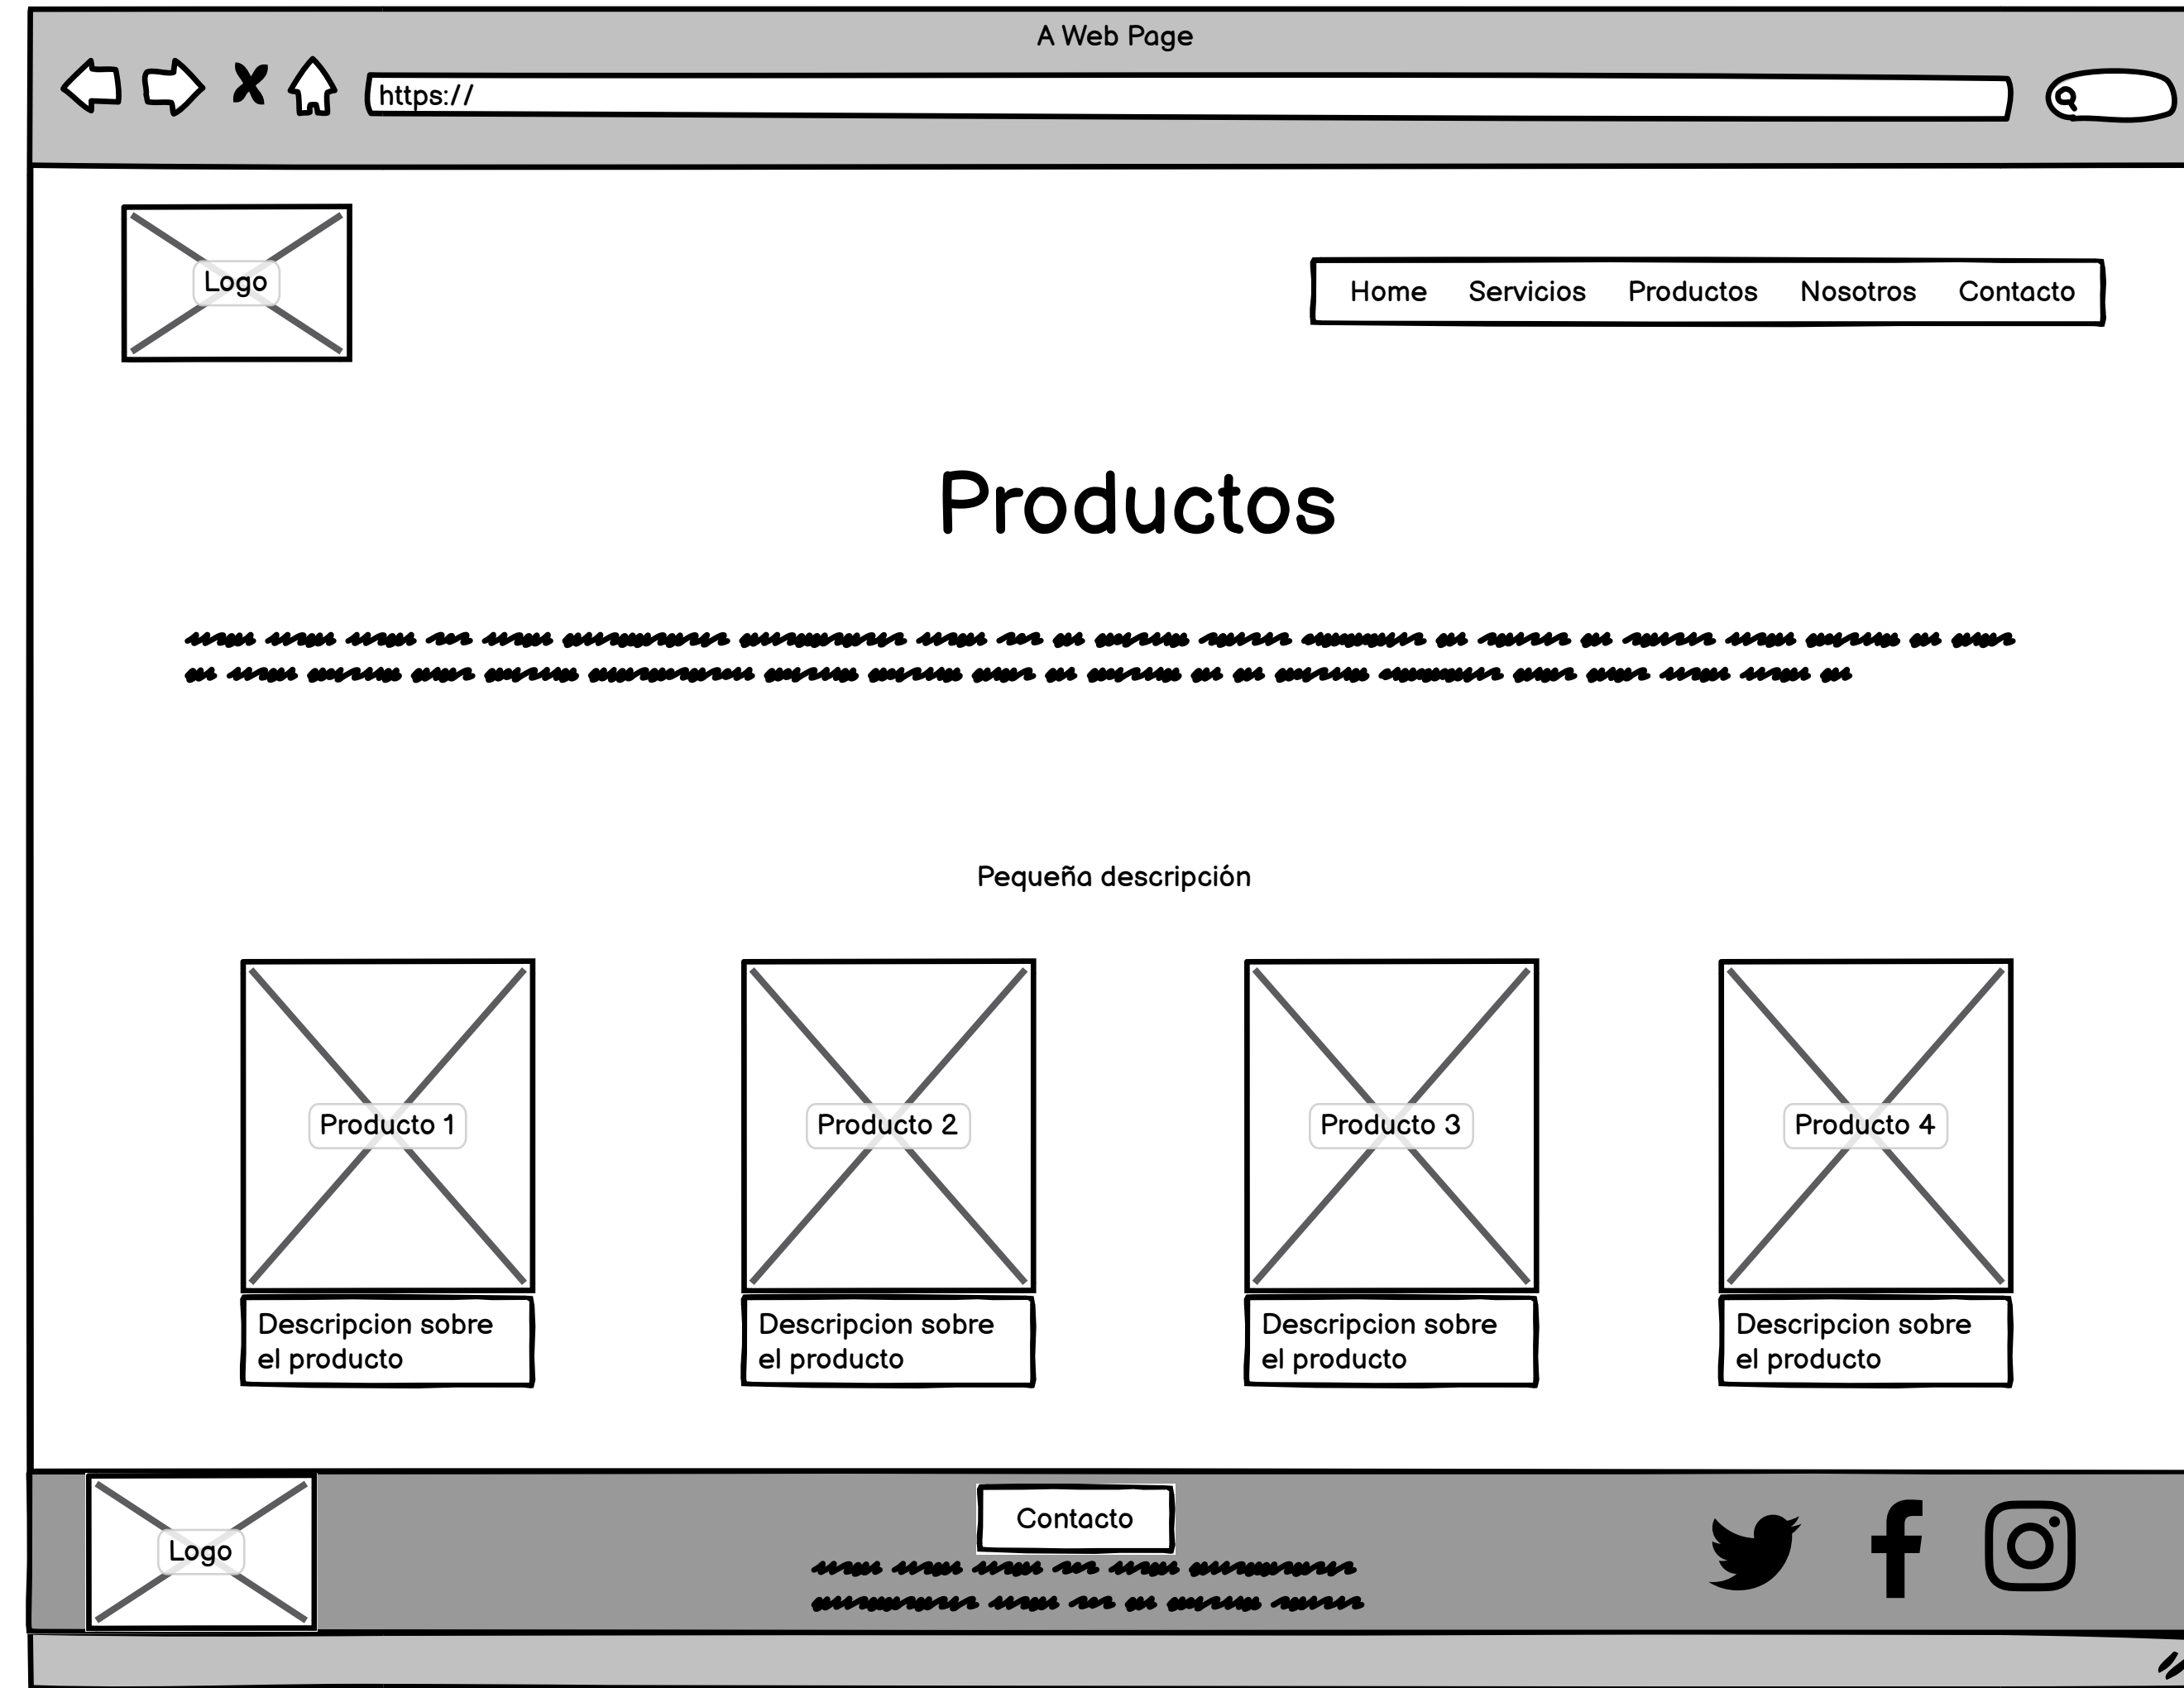 A Web Page
https://
Logo
Home Servicios Productos Nosotros Contacto
Productos
Pequeña descripción
Producto 1 Producto 2 Producto 3 Producto 4
Descripcion sobre
el producto
Descripcion sobre
el producto
Descripcion sobre
el producto
Descripcion sobre
el producto
Logo
Contacto